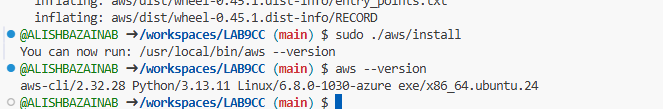 inflating: aws/dist/wheel-0.45.1.dist-info/entry_points.txt
inflating: aws/dist/wheel-0.45.1.dist-info/RECORD
@ALISHBAZAINAB ➜/workspaces/LAB9CC (main) $ sudo ./aws/install
You can now run: /usr/local/bin/aws --version
@ALISHBAZAINAB ➜/workspaces/LAB9CC (main) $ aws --version
aws-cli/2.32.28 Python/3.13.11 Linux/6.8.0-1030-azure exe/x86_64.ubuntu.24
@ALISHBAZAINAB ➜/workspaces/LAB9CC (main) $